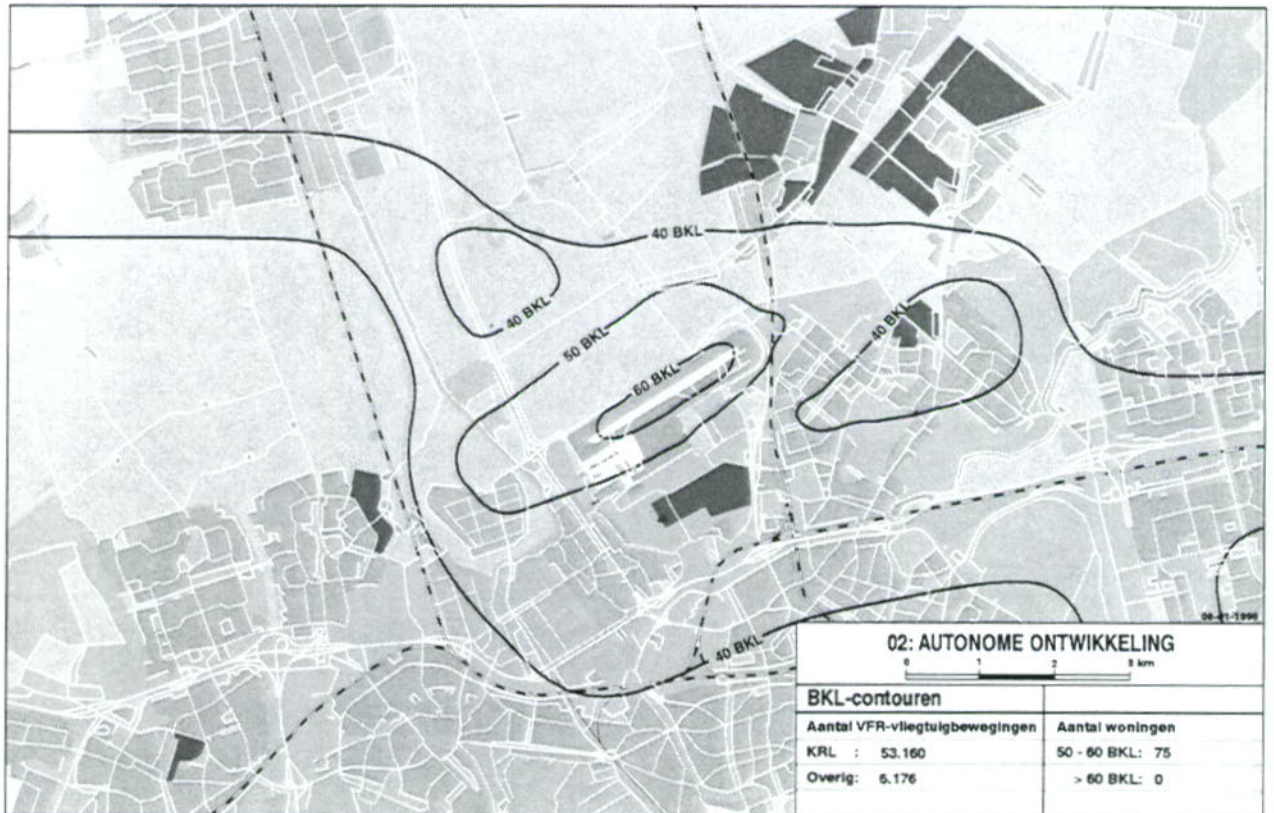 40 BKL
40 BKL
50 BKL
40 BKL
60 BKL
40 BKL
02: AUTONOME ONTWIKKELING
0 1 2 3 km
BKL-contouren
Aantal VFR-vliegtuigbewegingen Aantal woningen
KRL : 53.160 50 - 60 BKL: 75
Overig: 6.176 > 60 BKL: 0